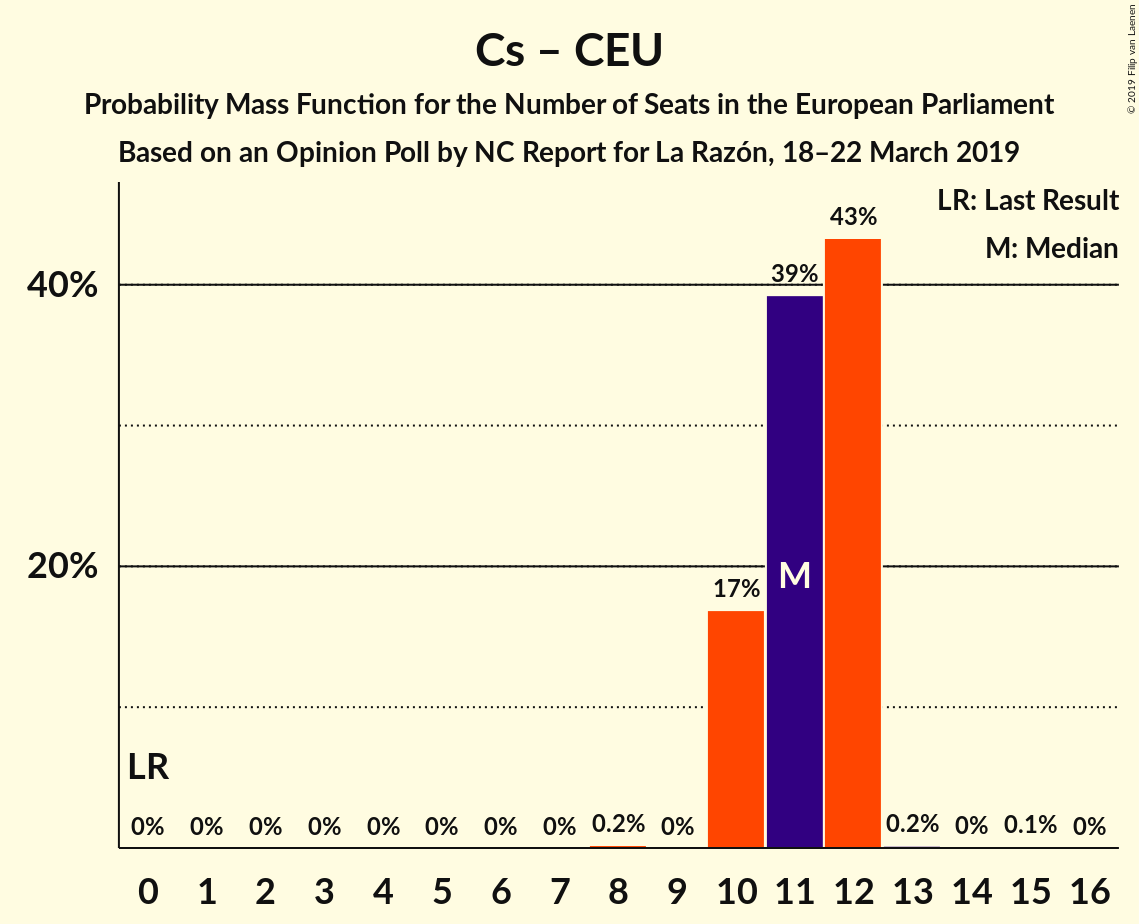 Cs – CEU
Probability Mass Function for the Number of Seats in the European Parliament
Based on an Opinion Poll by NC Report for La Razón, 18–22 March 2019
© 2019 Filip van Laenen
LR: Last Result
M: Median
40%
20%
LR
0% 0% 0% 0% 0% 0% 0% 0% 0.2% 0% 17% 39% 43% 0.2% 0% 0.1% 0%
M
0 1 2 3 4 5 6 7 8 9 10 11 12 13 14 15 16